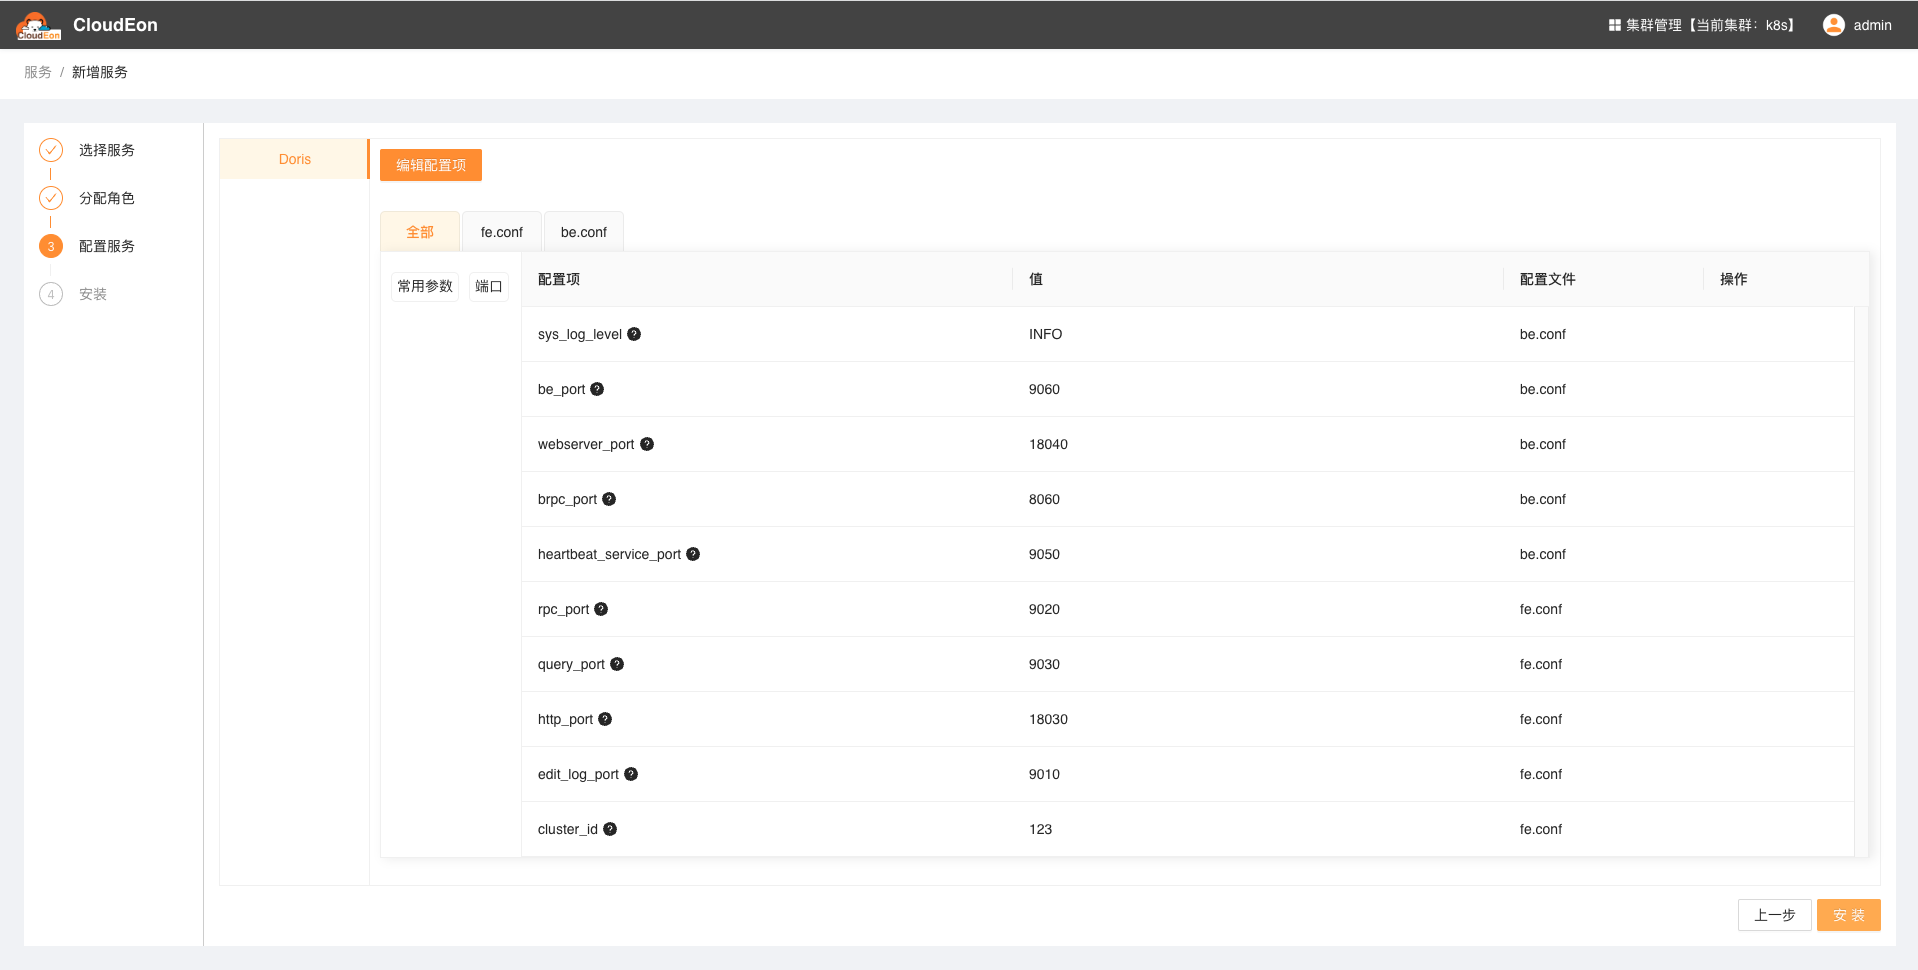 CloudEon
CloudEon
集群管理【当前集群：k8s】
admin
服务 / 新增服务
选择服务
分配角色
3 配置服务
4 安装
Doris
编辑配置项
全部 fe.conf be.conf
常用参数 端口
配置项 值 配置文件 操作
sys_log_level ? INFO be.conf
be_port ? 9060 be.conf
webserver_port ? 18040 be.conf
brpc_port ? 8060 be.conf
heartbeat_service_port ? 9050 be.conf
rpc_port ? 9020 fe.conf
query_port ? 9030 fe.conf
http_port ? 18030 fe.conf
edit_log_port ? 9010 fe.conf
cluster_id ? 123 fe.conf
上一步 安 装